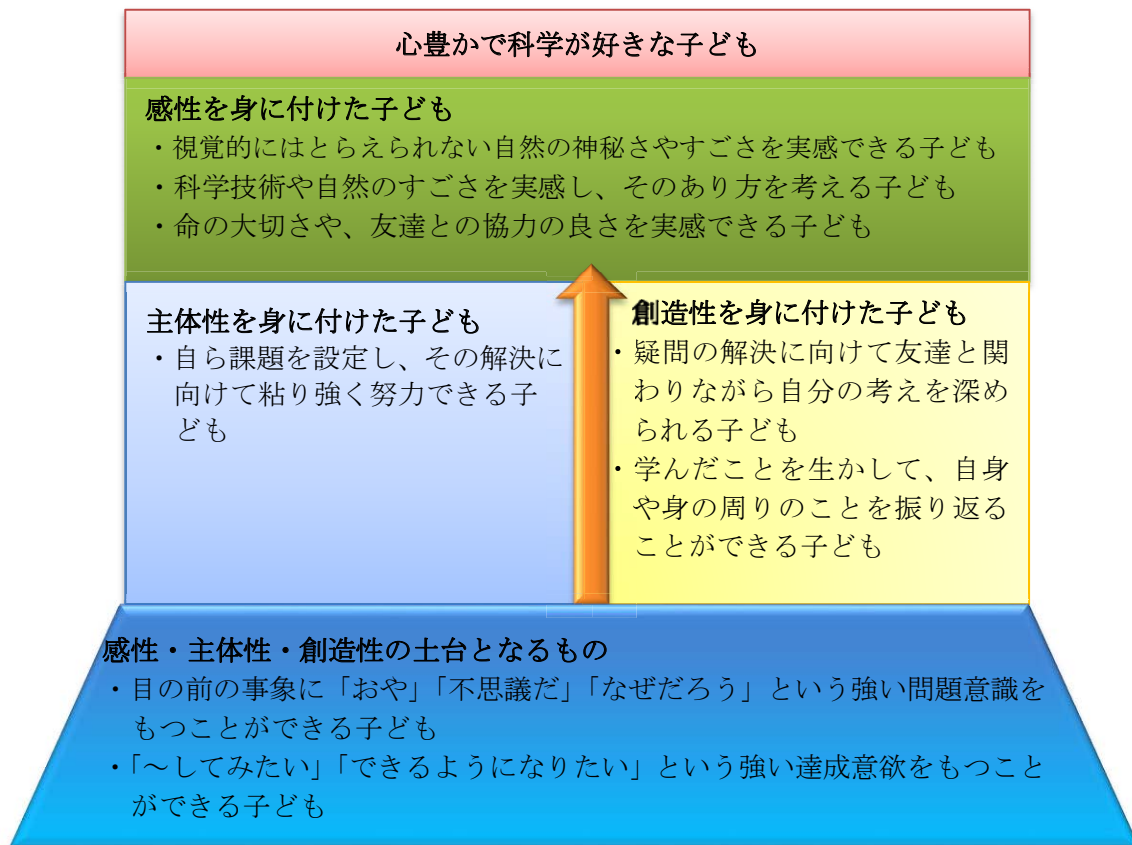 心豊かで科学が好きな子ども
感性を身に付けた子ども
・視覚的にはとらえられない自然の神秘さやすごさを実感できる子ども
・科学技術や自然のすごさを実感し、そのあり方を考える子ども
・命の大切さや、友達との協力の良さを実感できる子ども
主体性を身に付けた子ども
・自ら課題を設定し、その解決に
向けて粘り強く努力できる子
ども
創造性を身に付けた子ども
・疑問の解決に向けて友達と関
わりながら自分の考えを深め
られる子ども
・学んだことを生かして、自身
や身の周りのことを振り返る
ことができる子ども
感性・主体性・創造性の土台となるもの
・目の前の事象に「おや」「不思議だ」「なぜだろう」という強い問題意識を
もつことができる子ども
・「～してみたい」「できるようになりたい」という強い達成意欲をもつこと
ができる子ども